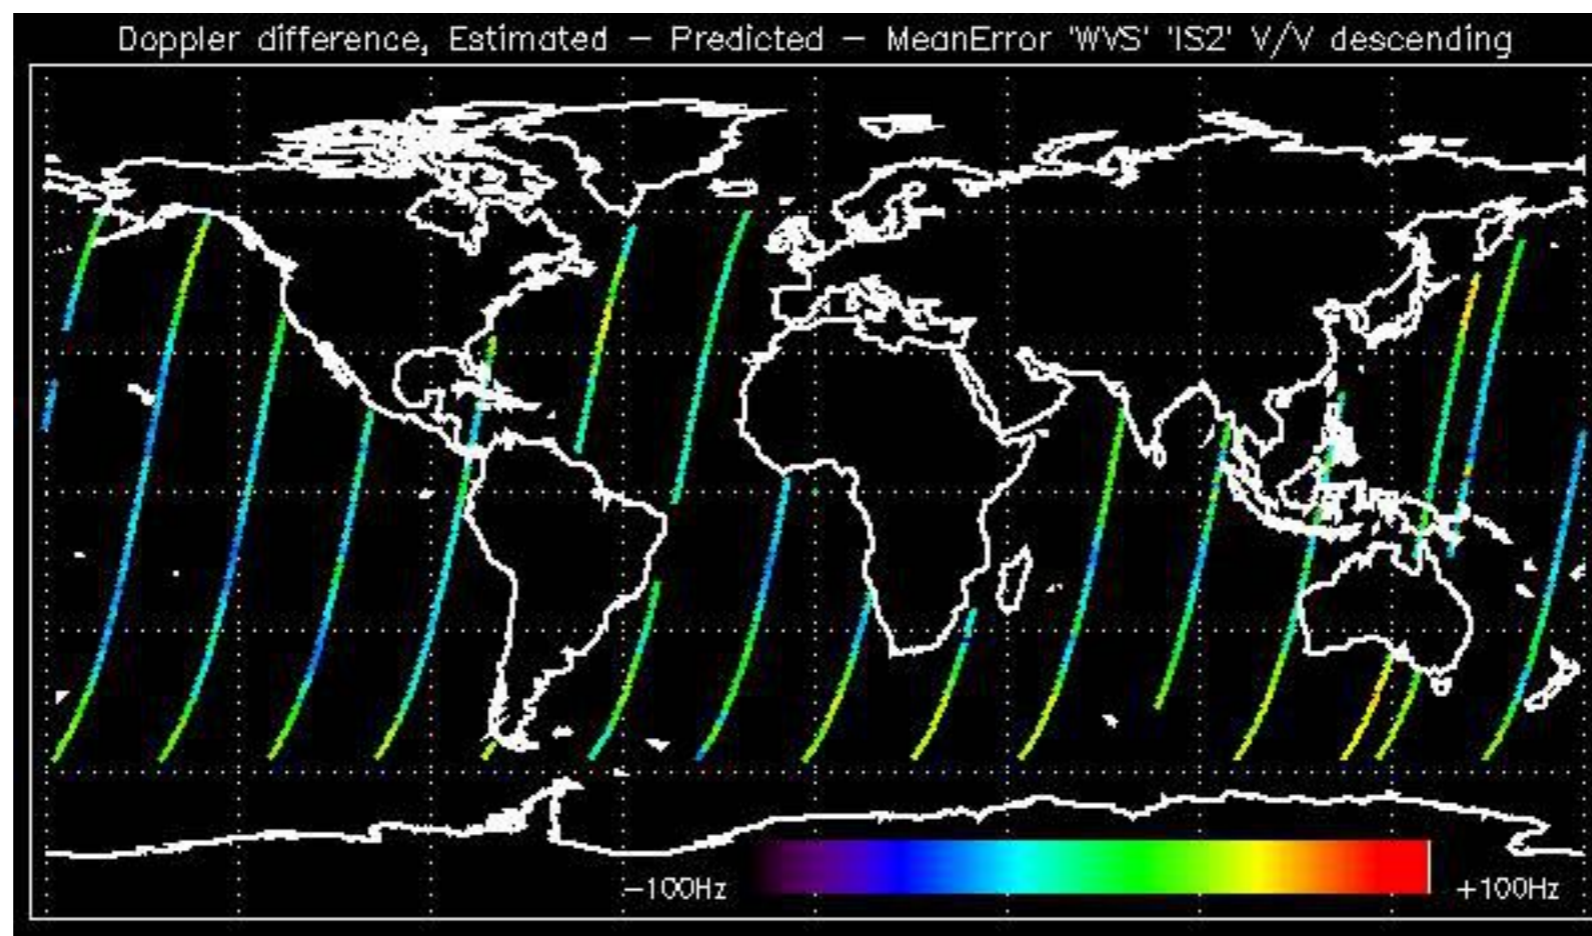 Doppler difference, Estimated – Predicted – MeanError 'WVS' 'IS2' V/V descending
–100Hz
+100Hz